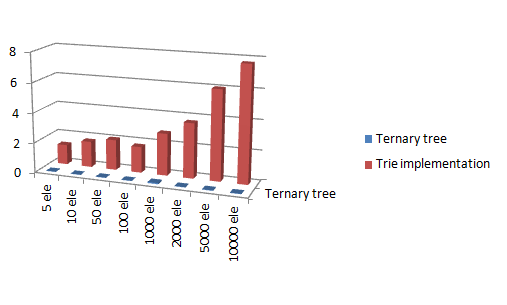 8
6
4
2
0
5 ele
10 ele
50 ele
100 ele
1000 ele
2000 ele
5000 ele
10000 ele
Ternary tree
Ternary tree
Trie implementation